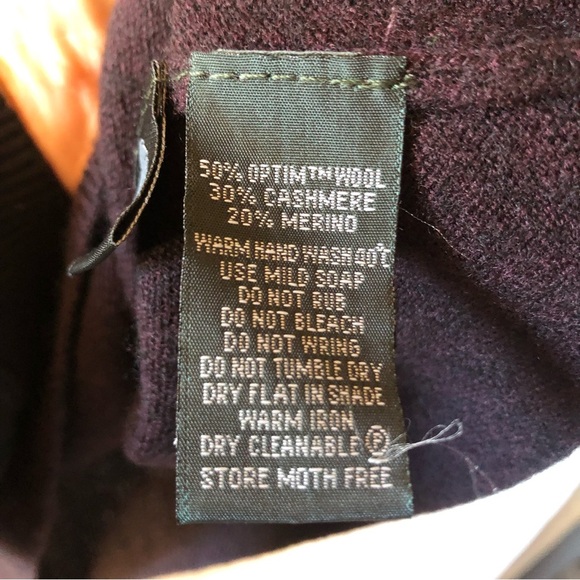 50% OPTIM™ WOOL
30% CASHMERE
20% MERINO
WARM HAND WASH 40°C
USE MILD SOAP
DO NOT RUB
DO NOT BLEACH
DO NOT WRING
DO NOT TUMBLE DRY
DRY FLAT IN SHADE
WARM IRON
DRY CLEANABLE Ⓟ
STORE MOTH FREE